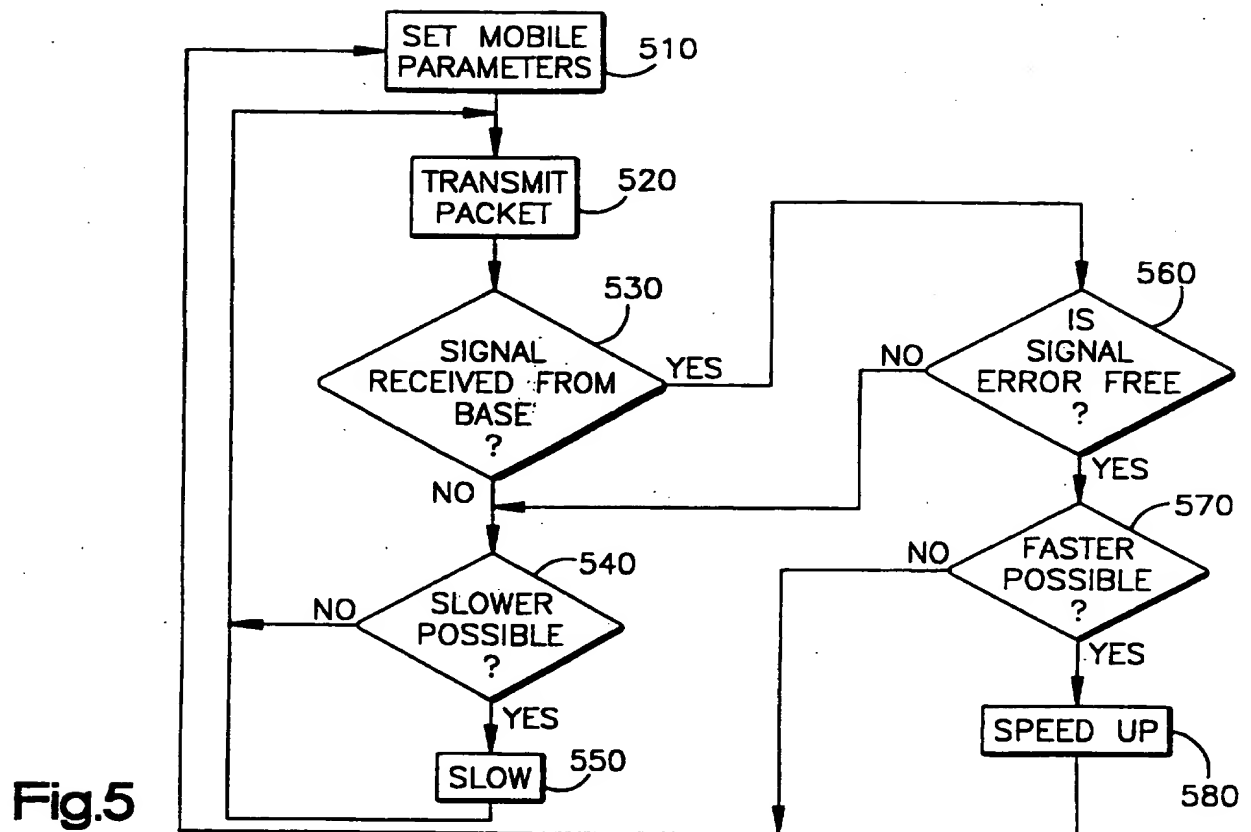 SET MOBILE
PARAMETERS
510
TRANSMIT
PACKET
520
SIGNAL
RECEIVED FROM
BASE
?
530
YES
NO
IS
SIGNAL
ERROR FREE
?
560
NO
YES
SLOWER
POSSIBLE
?
540
NO
YES
FASTER
POSSIBLE
?
570
NO
YES
SLOW
550
SPEED UP
580
Fig.5